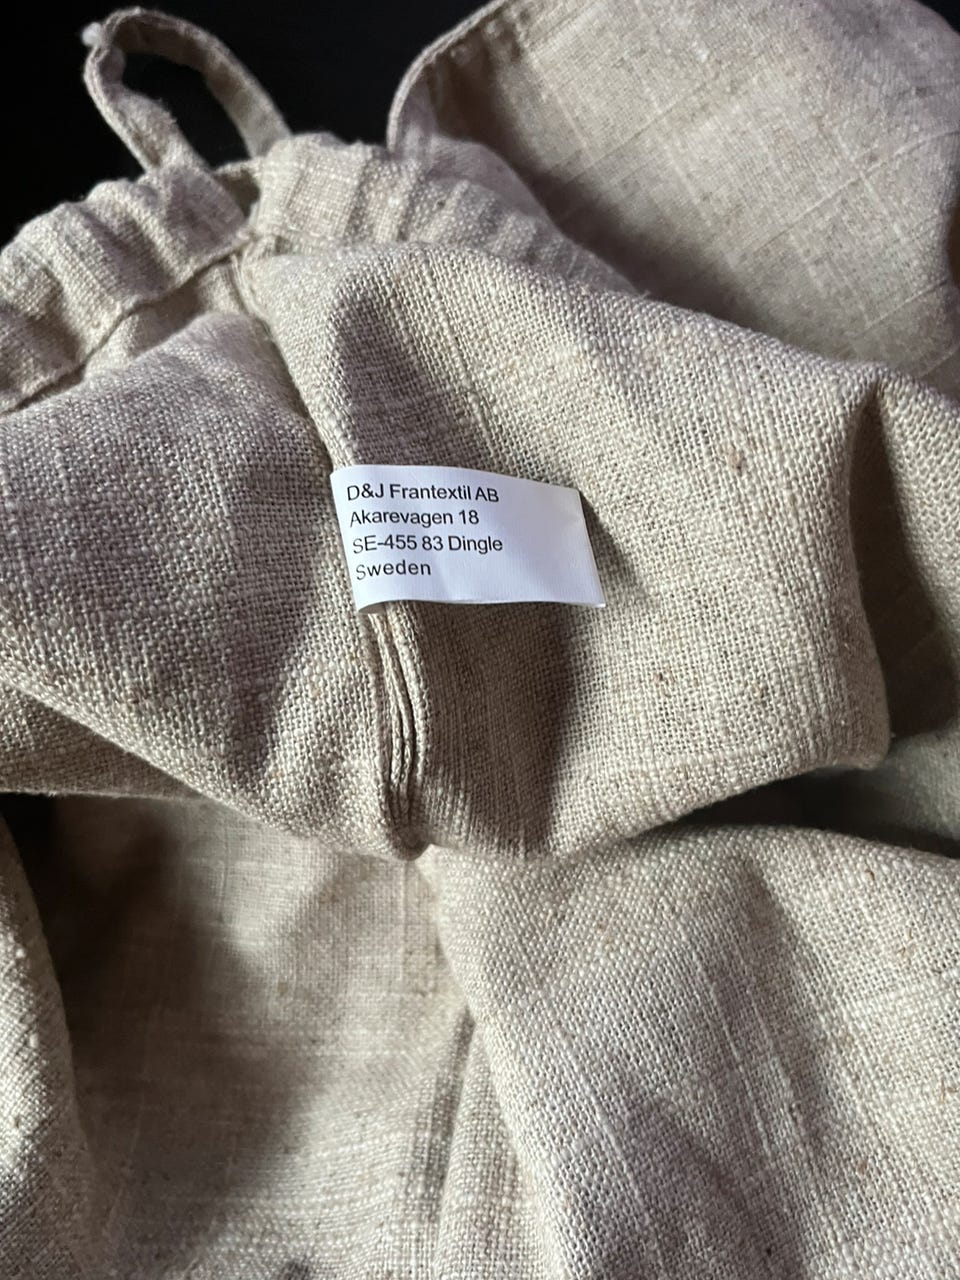 D&J Frantextil AB
Akarevagen 18
SE-455 83 Dingle
Sweden